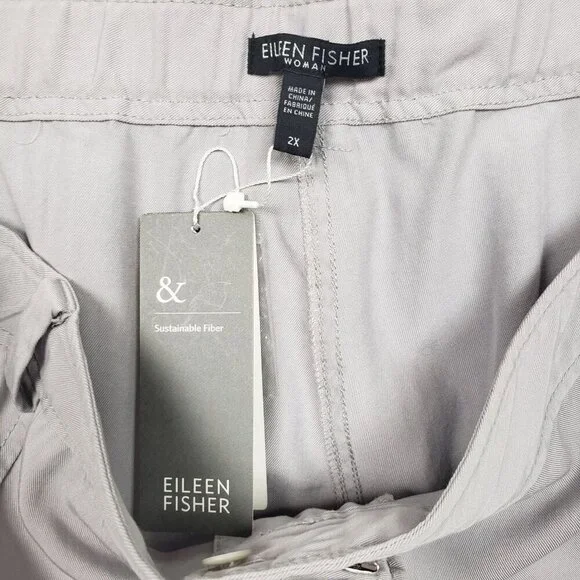 EILEEN FISHER
WOMAN
MADE IN
CHINA/
FABRIQUÉ
EN CHINE
2X
&
Sustainable Fiber
EILEEN
FISHER